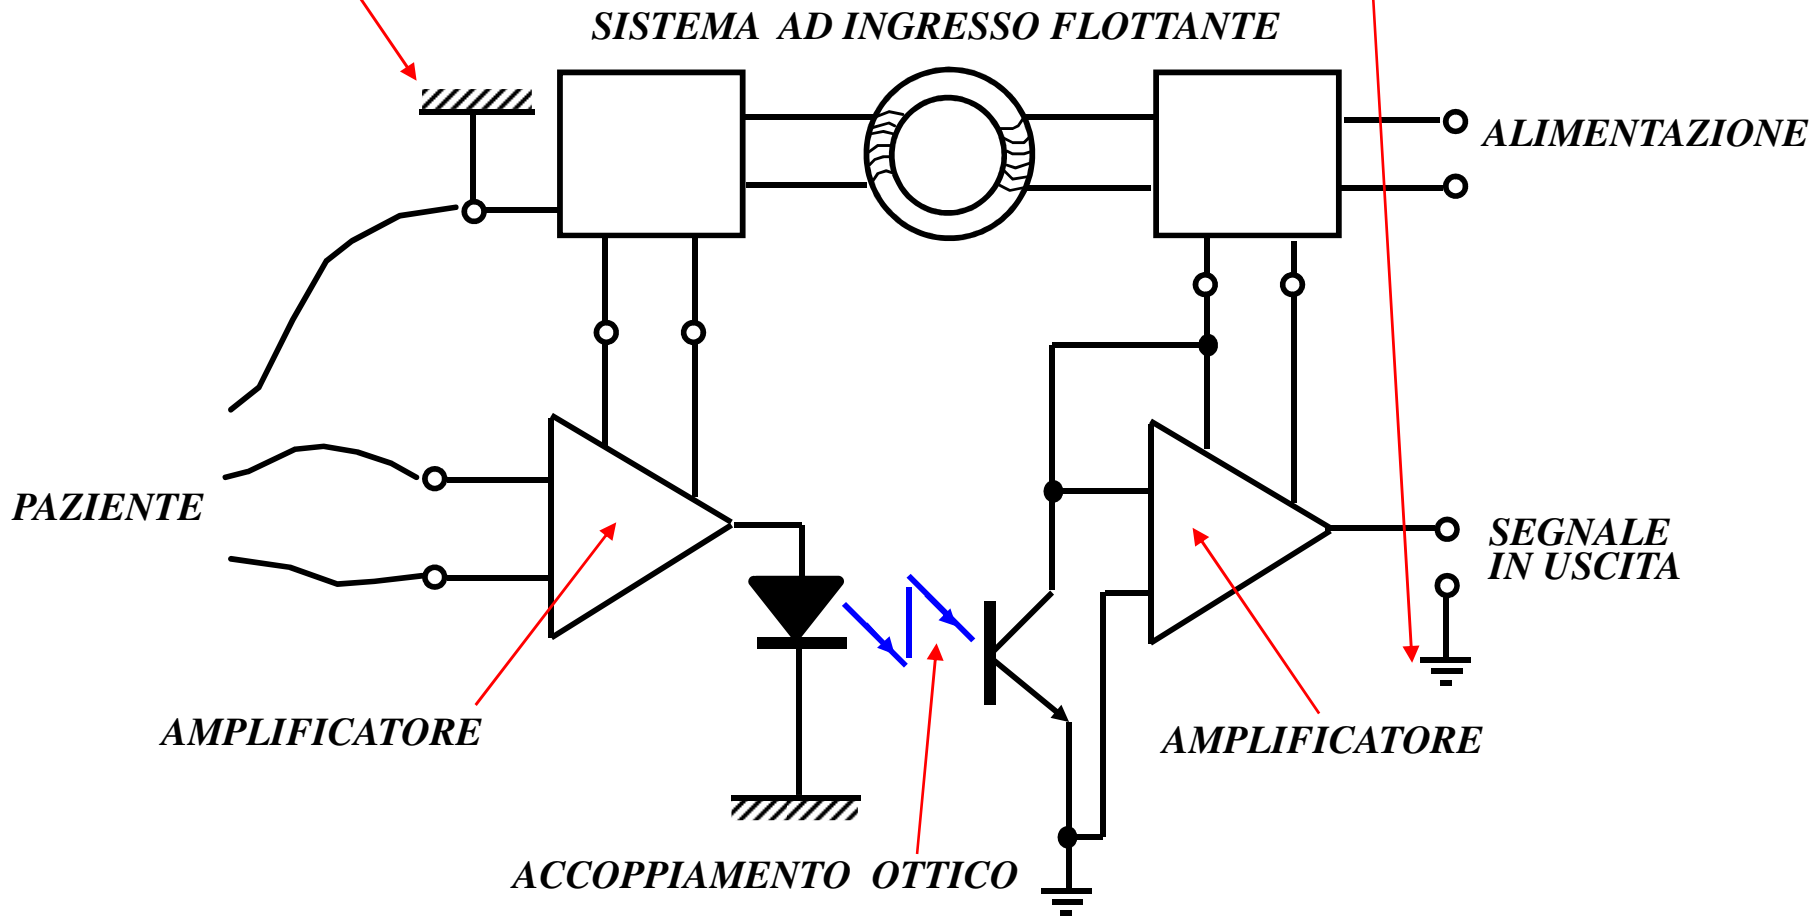 SISTEMA AD INGRESSO FLOTTANTE
ALIMENTAZIONE
PAZIENTE
SEGNALE
IN USCITA
AMPLIFICATORE
AMPLIFICATORE
ACCOPPIAMENTO OTTICO